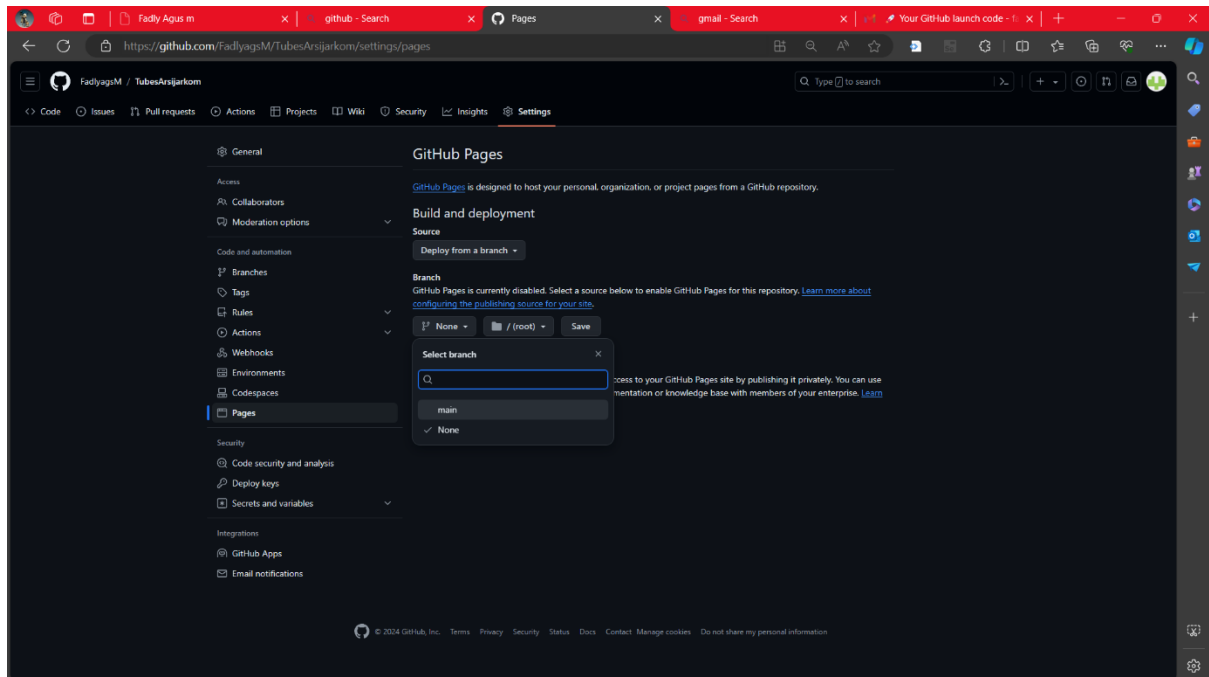 Fadly Agus m
github - Search
Pages
gmail - Search
Your GitHub launch code - f
https://github.com/FadlyagsM/TubesArsijarkom/settings/pages
FadlyagsM / TubesArsijarkom
Type / to search
Code
Issues
Pull requests
Actions
Projects
Wiki
Security
Insights
Settings
General
Access
Collaborators
Moderation options
Code and automation
Branches
Tags
Rules
Actions
Webhooks
Environments
Codespaces
Pages
Security
Code security and analysis
Deploy keys
Secrets and variables
Integrations
GitHub Apps
Email notifications
GitHub Pages
GitHub Pages is designed to host your personal, organization, or project pages from a GitHub repository.
Build and deployment
Source
Deploy from a branch
Branch
GitHub Pages is currently disabled. Select a source below to enable GitHub Pages for this repository. Learn more about
configuring the publishing source for your site.
None
/ (root)
Save
Select branch
main
None
cess to your GitHub Pages site by publishing it privately. You can use
mentation or knowledge base with members of your enterprise. Learn
© 2024 GitHub, Inc. Terms Privacy Security Status Docs Contact Manage cookies Do not share my personal information